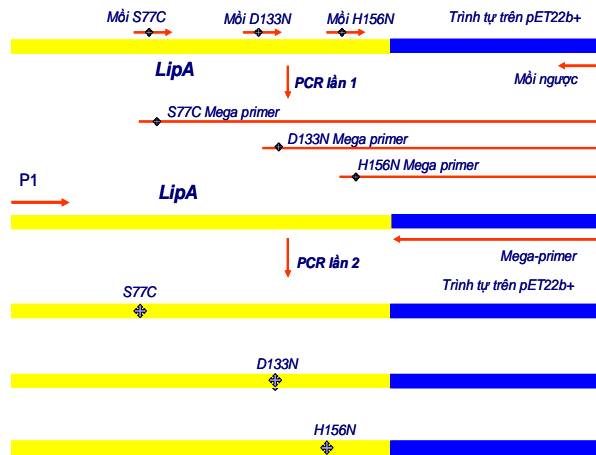 Mồi S77C Mồi D133N Mồi H156N Trình tự trên pET22b+
LipA
Mồi ngược
PCR lần 1
S77C Mega primer
D133N Mega primer
H156N Mega primer
P1
LipA
Mega-primer
PCR lần 2
S77C
Trình tự trên pET22b+
D133N
H156N